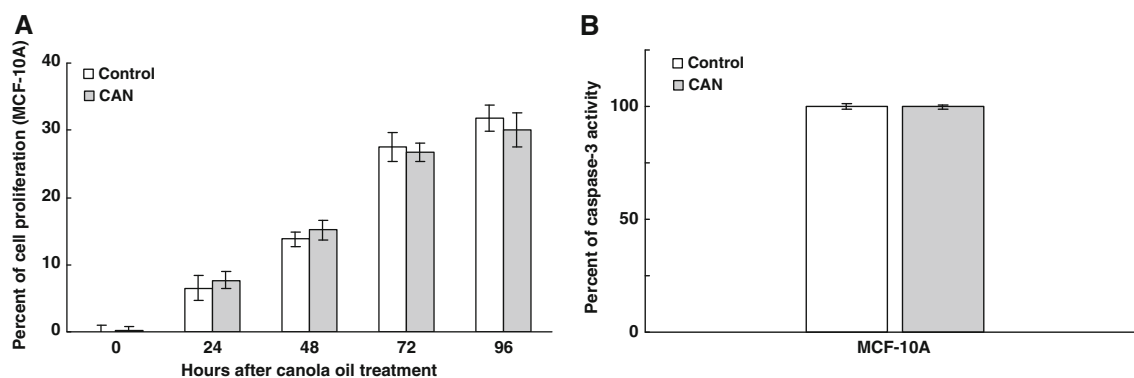 A
Percent of cell proliferation (MCF-10A)
40
30
20
10
0
Control
CAN
0 24 48 72 96
Hours after canola oil treatment
B
Percent of caspase-3 activity
100
50
0
Control
CAN
MCF-10A